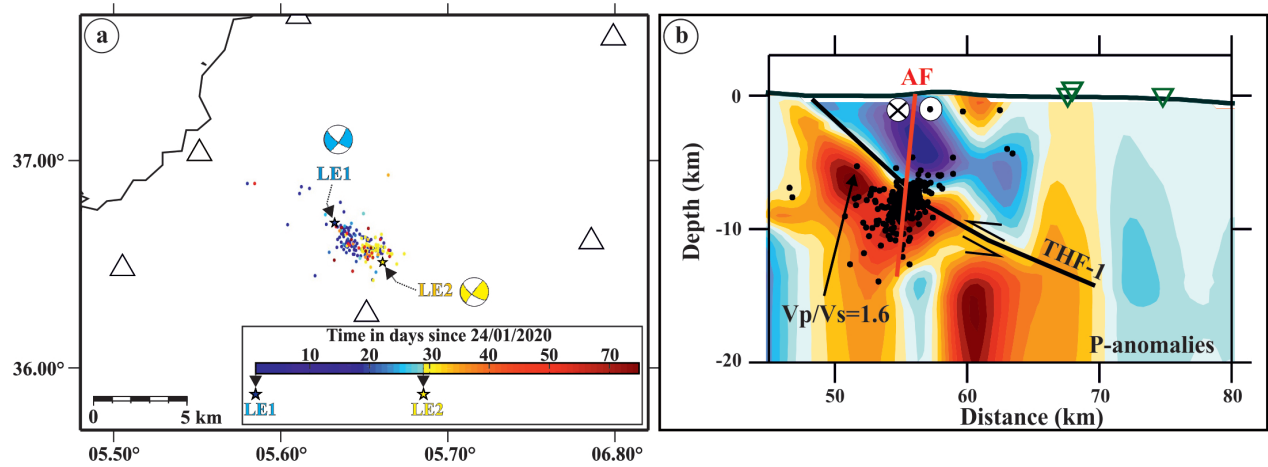 a
37.00°
36.00°
LE1
LE2
Time in days since 24/01/2020
10 20 30 40 50 60 70
LE1 LE2
0 5 km
05.50° 05.60° 05.70° 06.80°
b
AF
0
-10
-20
Depth (km)
THF-1
Vp/Vs=1.6
P-anomalies
50 60 70 80
Distance (km)